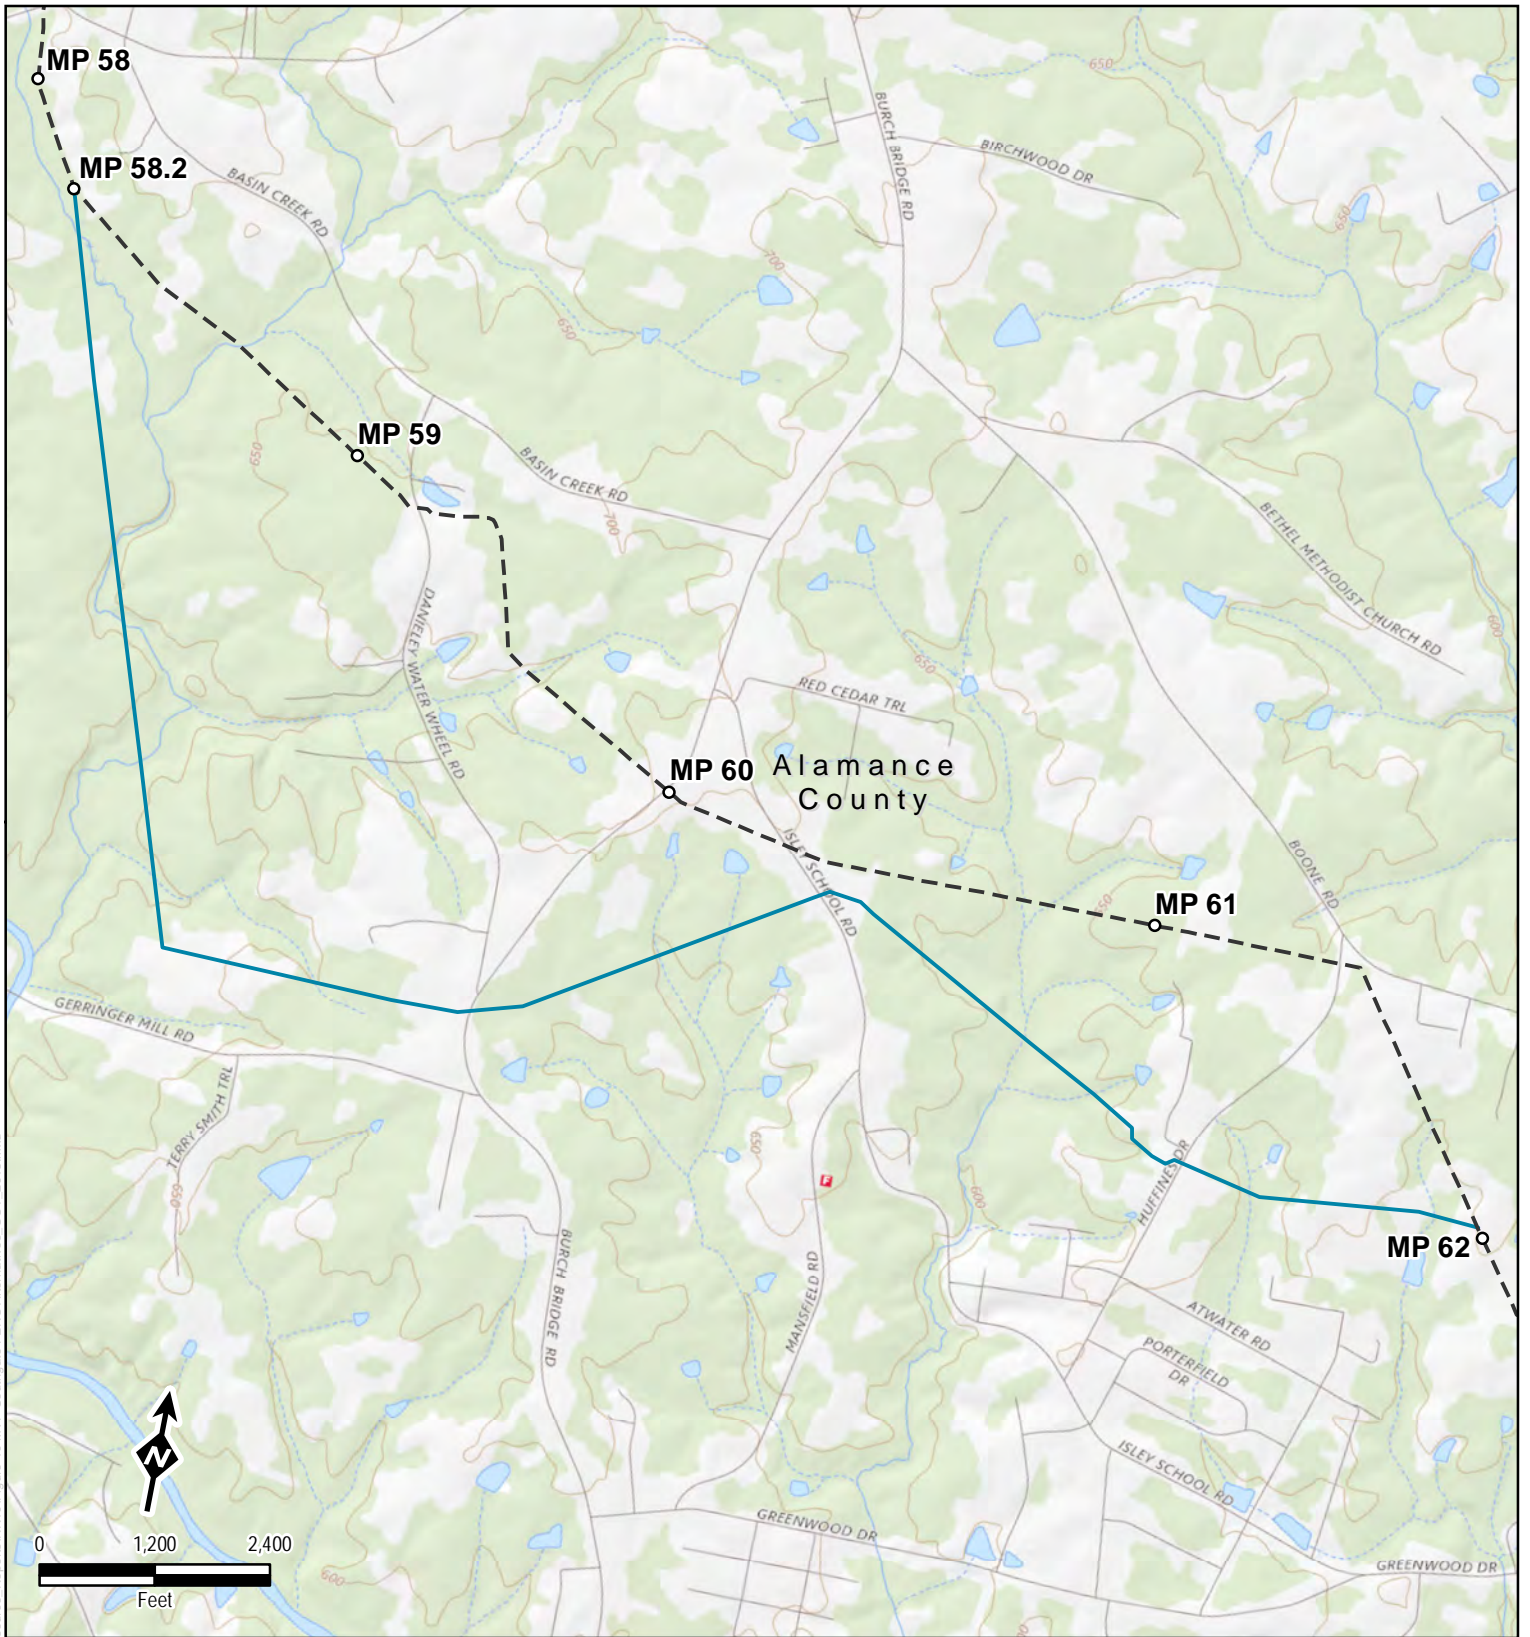 MP 58
650
MP 58.2
BURCH BRIDGE RD
BIRCHWOOD DR
BASIN CREEK RD
650
700
650
MP 59
650
BASIN CREEK RD
700
BETHEL METHODIST CHURCH RD
DANIELEY WATER WHEEL RD
600
650
RED CEDAR TRL
MP 60
Alamance
County
ISLEY SCHOOL RD
BOONE RD
650
MP 61
GERRINGER MILL RD
TERRY SMITH TRL
650
650
F
600
HUFFINES DR
MP 62
BURCH BRIDGE RD
MANSFIELD RD
ATWATER RD
PORTERFIELD
DR
N
ISLEY SCHOOL RD
GREENWOOD DR
0 1,200 2,400
Feet
600
GREENWOOD DR